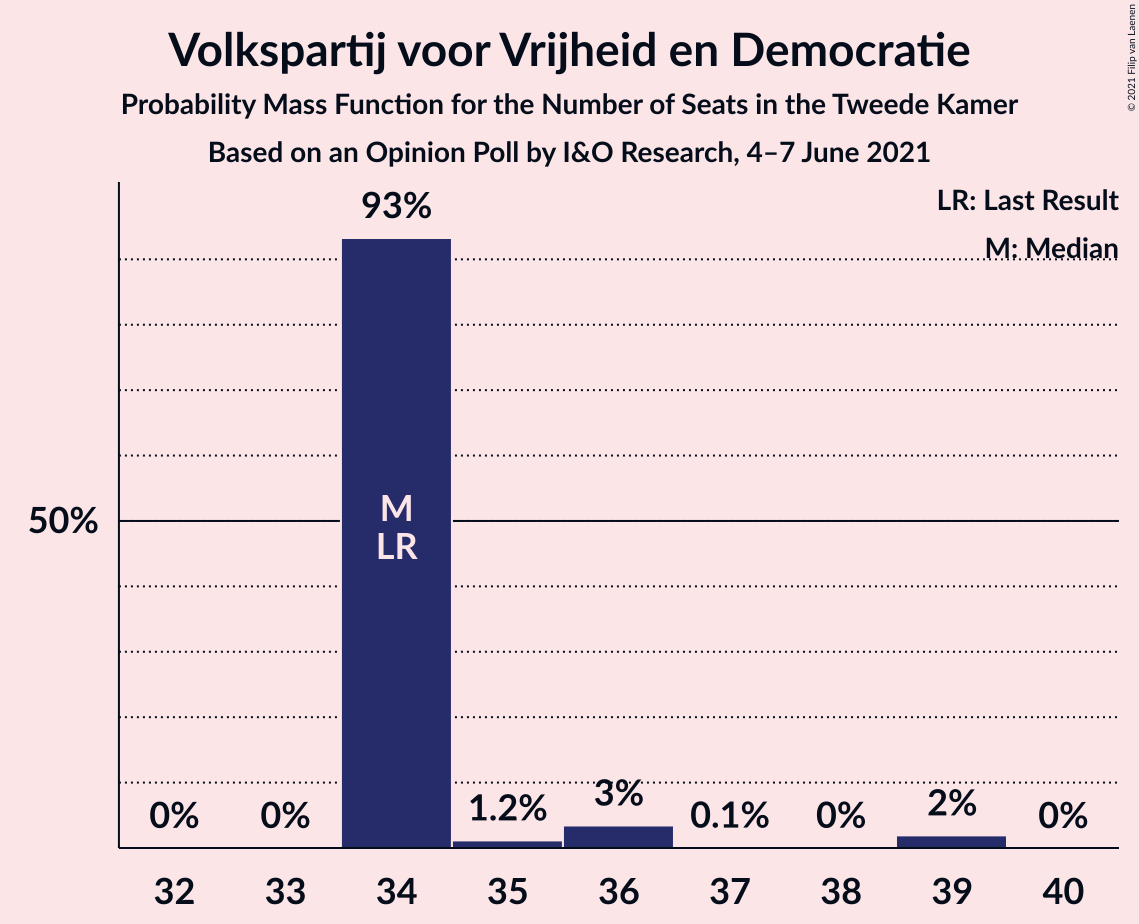 Volkspartij voor Vrijheid en Democratie
Probability Mass Function for the Number of Seats in the Tweede Kamer
Based on an Opinion Poll by I&O Research, 4–7 June 2021
© 2021 Filip van Laenen
LR: Last Result
M: Median
93%
50%
M
LR
0%
0%
1.2%
3%
0.1%
0%
2%
0%
32
33
34
35
36
37
38
39
40